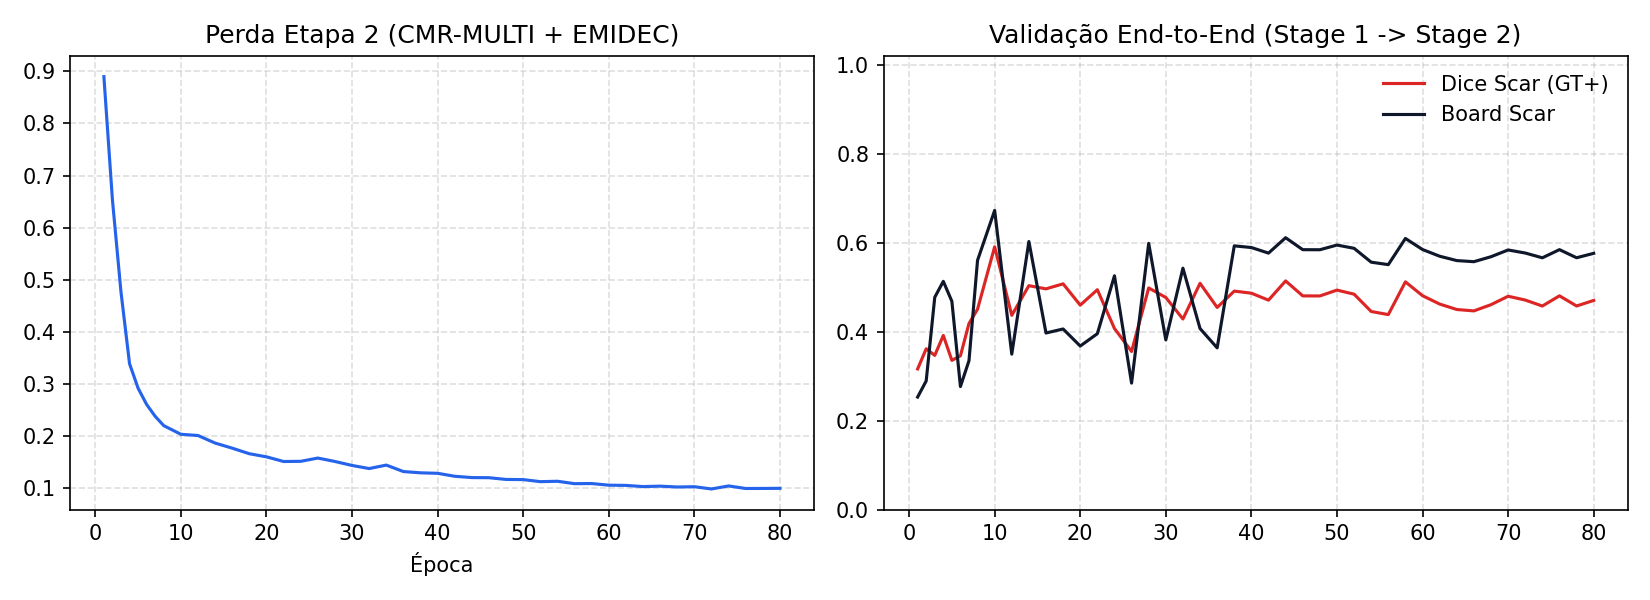 Perda Etapa 2 (CMR-MULTI + EMIDEC)
0.9
0.8
0.7
0.6
0.5
0.4
0.3
0.2
0.1
0 10 20 30 40 50 60 70 80
Época
Validação End-to-End (Stage 1 -> Stage 2)
Dice Scar (GT+)
Board Scar
1.0
0.8
0.6
0.4
0.2
0.0
0 10 20 30 40 50 60 70 80